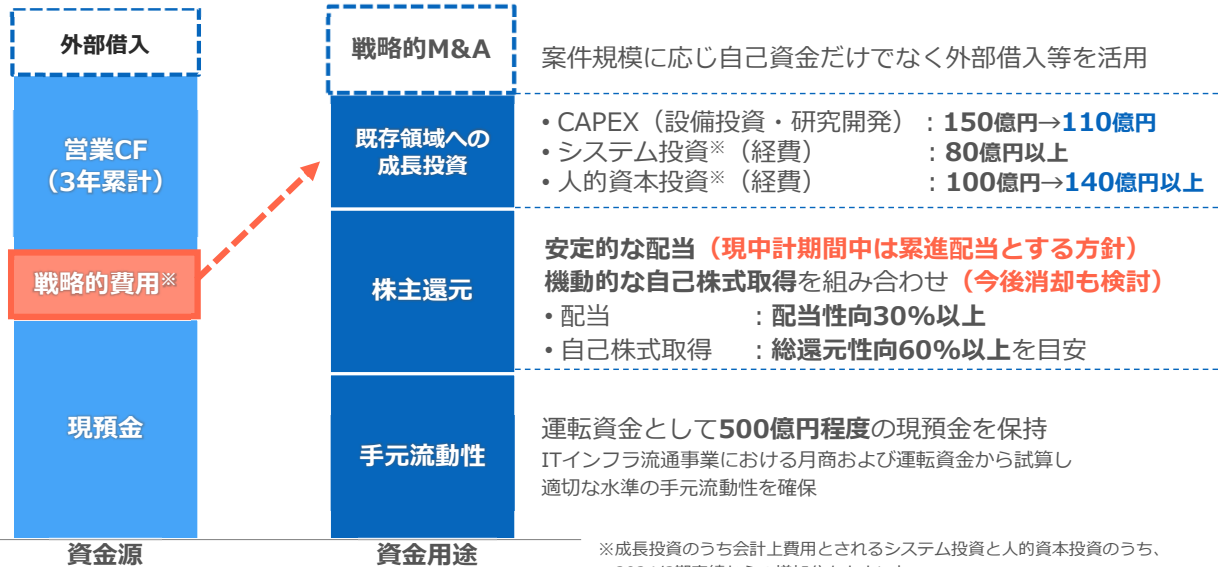 外部借入
営業CF
(3年累計)
戦略的費用※
現預金
資金源
戦略的M&A
既存領域への
成長投資
株主還元
手元流動性
資金用途
案件規模に応じ自己資金だけでなく外部借入等を活用
・CAPEX（設備投資・研究開発）：150億円→110億円
・システム投資※（経費）：80億円以上
・人的資本投資※（経費）：100億円→140億円以上
安定的な配当（現中計期間中は累進配当とする方針）
機動的な自己株式取得を組み合わせ（今後消却も検討）
・配当：配当性向30%以上
・自己株式取得：総還元性向60%以上を目安
運転資金として500億円程度の現預金を保持
ITインフラ流通事業における月商および運転資金から試算し
適切な水準の手元流動性を確保
※成長投資のうち会計上費用とされるシステム投資と人的資本投資のうち、